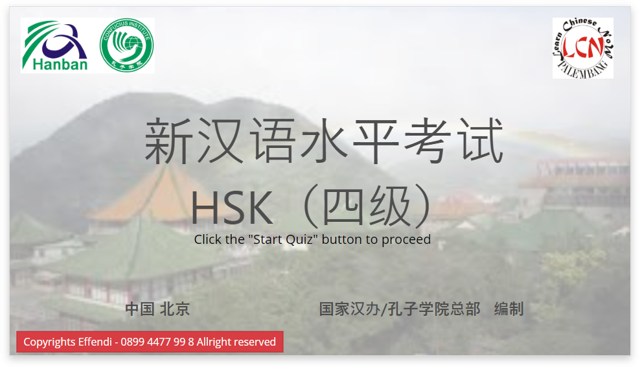 Hanban
CONFUCIUS INSTITUTE
Learn Chinese Now
LCN
PALEMBANG
新汉语水平考试
HSK（四级）
Click the "Start Quiz" button to proceed
中国 北京
国家汉办/孔子学院总部 编制
Copyrights Effendi - 0899 4477 99 8 Allright reserved